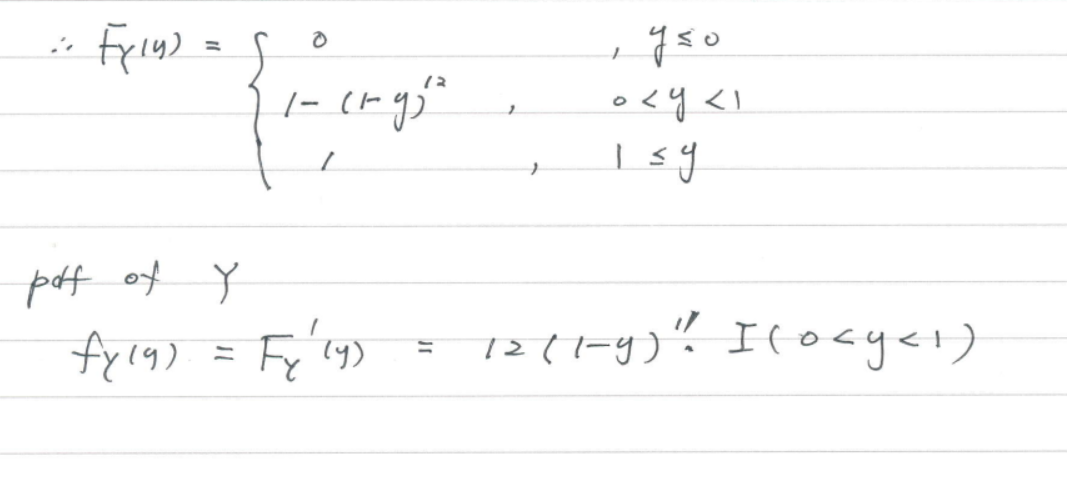 ∴ F_Y(y) = { 0 , y ≤ 0
1 - (1-y)^12 , 0 < y < 1
1 , 1 ≤ y
pdf of Y
f_Y(y) = F_Y'(y) = 12(1-y)^11. I(0<y<1)